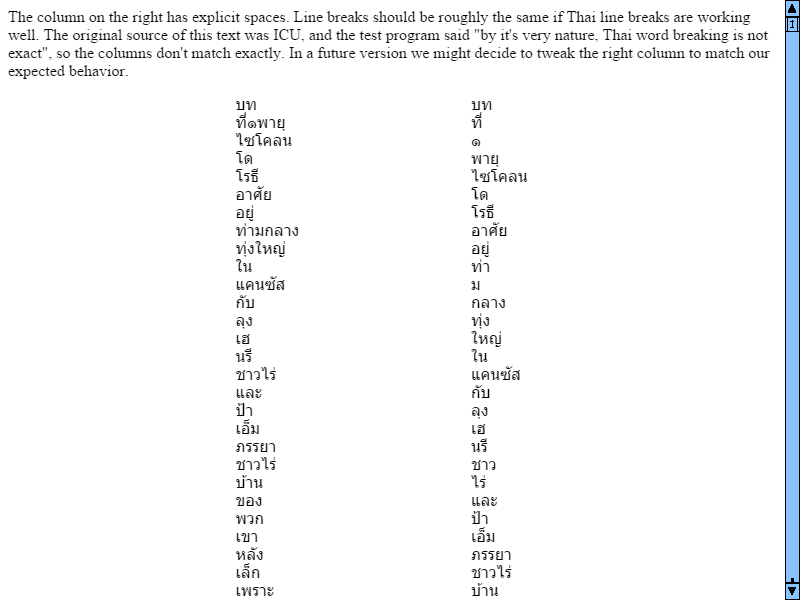 The column on the right has explicit spaces. Line breaks should be roughly the same if Thai line breaks are working
well. The original source of this text was ICU, and the test program said "by it's very nature, Thai word breaking is not
exact", so the columns don't match exactly. In a future version we might decide to tweak the right column to match our
expected behavior.
บท
ที่๑พายุ
ไซโคลน
โด
โรธี
อาศัย
อยู่
ท่ามกลาง
ทุ่งใหญ่
ใน
แคนซัส
กับ
ลุง
เฮ
นรี
ชาวไร่
และ
ป้า
เอ็ม
ภรรยา
ชาวไร่
บ้าน
ของ
พวก
เขา
หลัง
เล็ก
เพราะ
บท
ที่
๑
พายุ
ไซโคลน
โด
โรธี
อาศัย
อยู่
ท่า
ม
กลาง
ทุ่ง
ใหญ่
ใน
แคนซัส
กับ
ลุง
เฮ
นรี
ชาว
ไร่
และ
ป้า
เอ็ม
ภรรยา
ชาวไร่
บ้าน